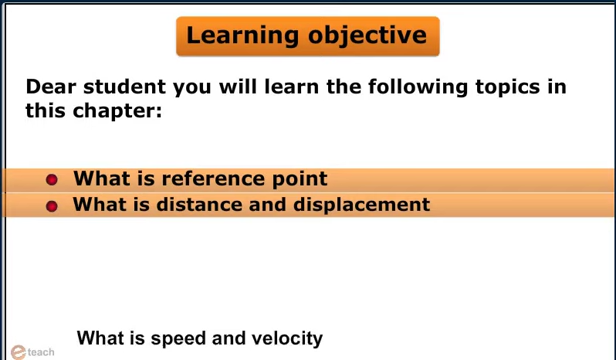 Learning objective
Dear student you will learn the following topics in
this chapter:
What is reference point
What is distance and displacement
What is speed and velocity
e teach